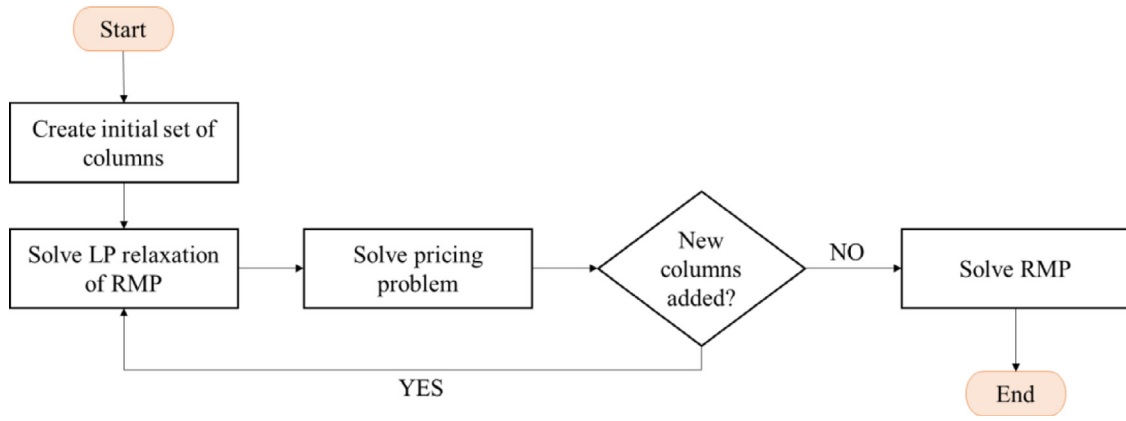 Start
Create initial set of
columns
Solve LP relaxation
of RMP
Solve pricing
problem
New
columns
added?
NO
Solve RMP
YES
End